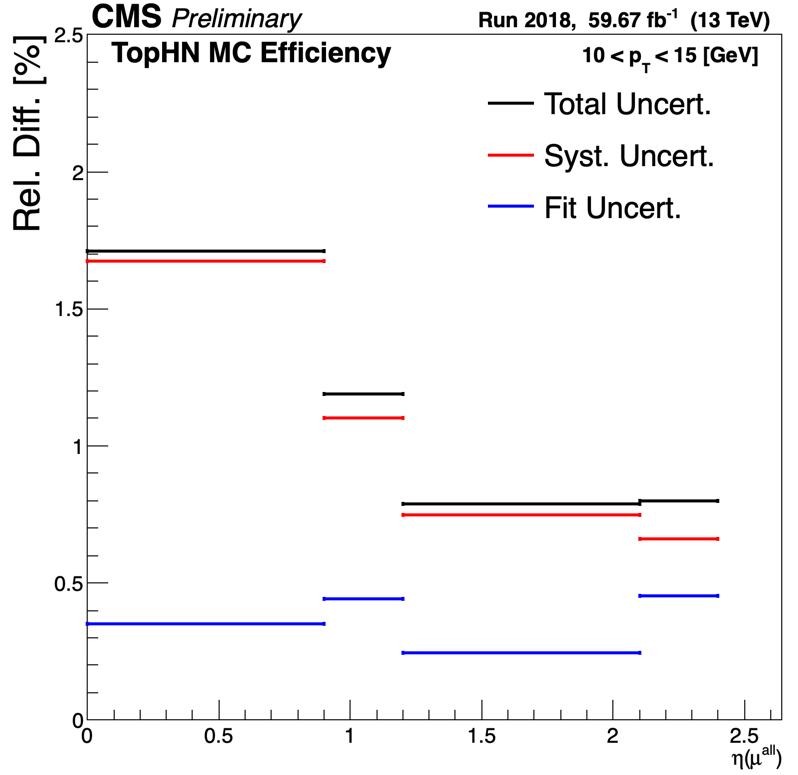 CMS Preliminary Run 2018, 59.67 fb⁻¹ (13 TeV)
TopHN MC Efficiency 10 < p_T < 15 [GeV]
Total Uncert.
Syst. Uncert.
Fit Uncert.
Rel. Diff. [%]
2.5
2
1.5
1
0.5
0
0 0.5 1 1.5 2 2.5
η(μ^all)